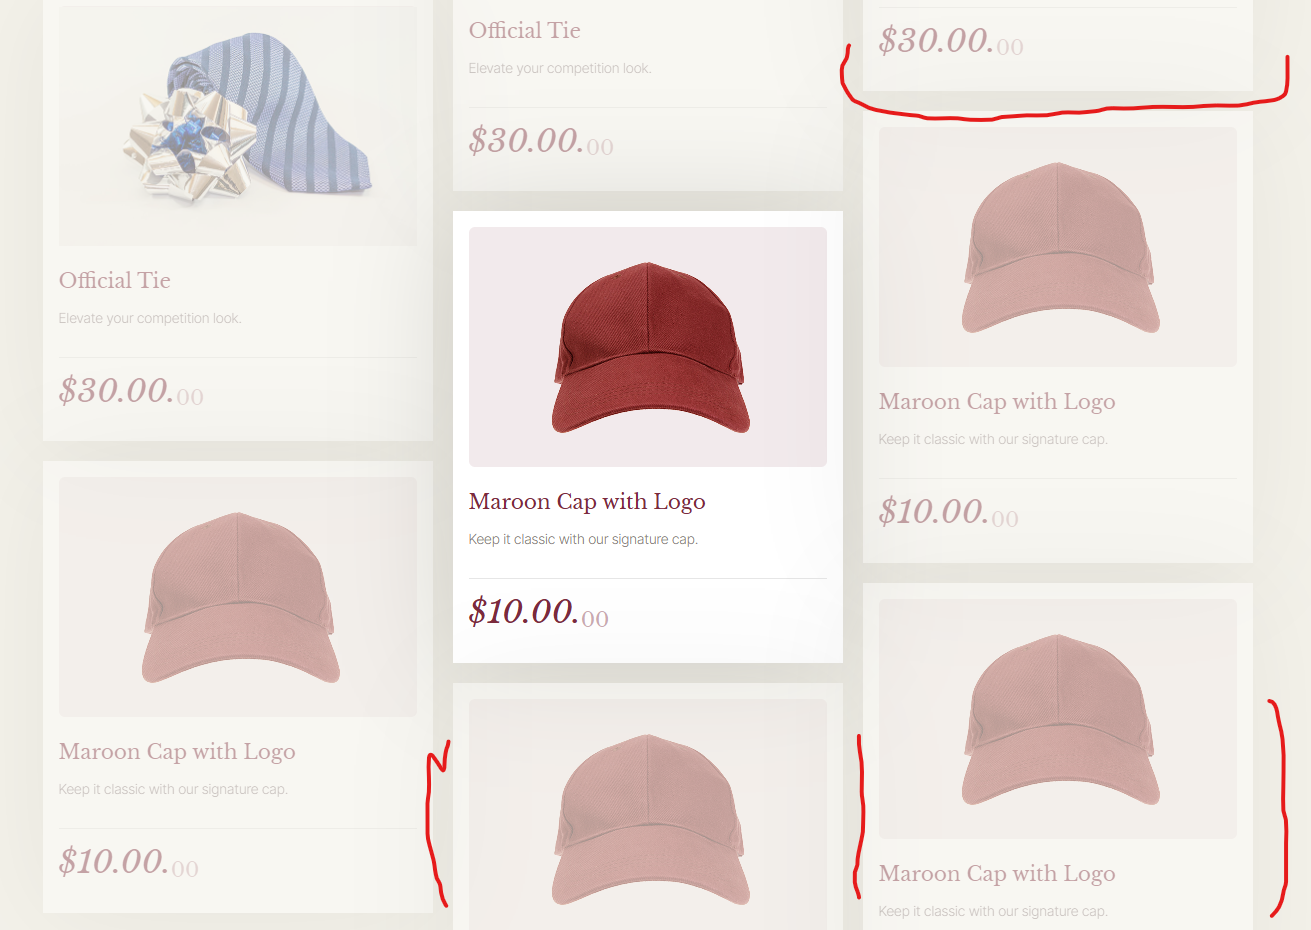 Official Tie
Elevate your competition look.
$30.00.00
Maroon Cap with Logo
Keep it classic with our signature cap.
$10.00.00
Official Tie
Elevate your competition look.
$30.00.00
Maroon Cap with Logo
Keep it classic with our signature cap.
$10.00.00
$30.00.00
Maroon Cap with Logo
Keep it classic with our signature cap.
$10.00.00
Maroon Cap with Logo
Keep it classic with our signature cap.